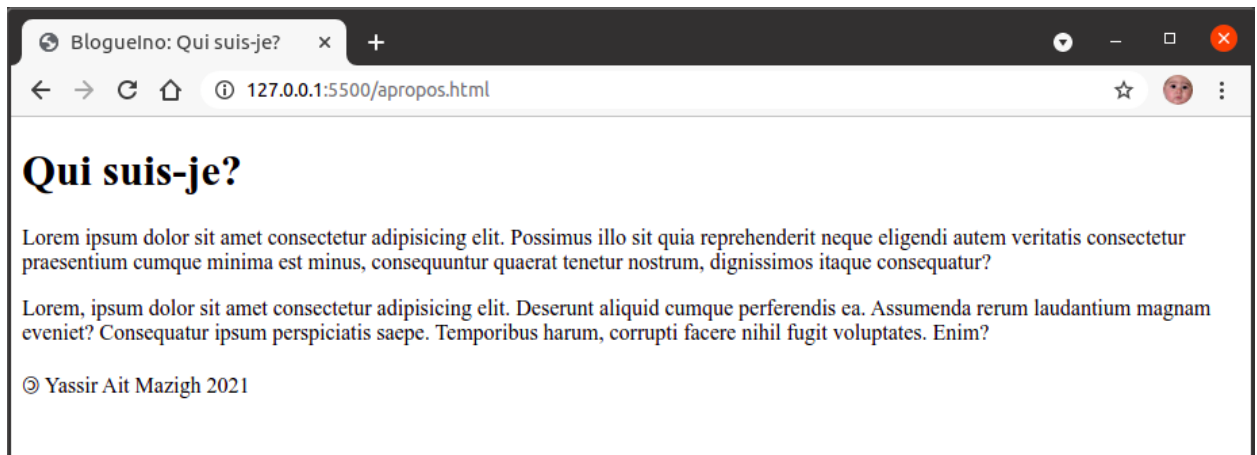 BlogueIno: Qui suis-je?
127.0.0.1:5500/apropos.html
Qui suis-je?
Lorem ipsum dolor sit amet consectetur adipisicing elit. Possimus illo sit quia reprehenderit neque eligendi autem veritatis consectetur
praesentium cumque minima est minus, consequuntur quaerat tenetur nostrum, dignissimos itaque consequatur?
Lorem, ipsum dolor sit amet consectetur adipisicing elit. Deserunt aliquid cumque perferendis ea. Assumenda rerum laudantium magnam
eveniet? Consequatur ipsum perspiciatis saepe. Temporibus harum, corrupti facere nihil fugit voluptates. Enim?
🄯 Yassir Ait Mazigh 2021